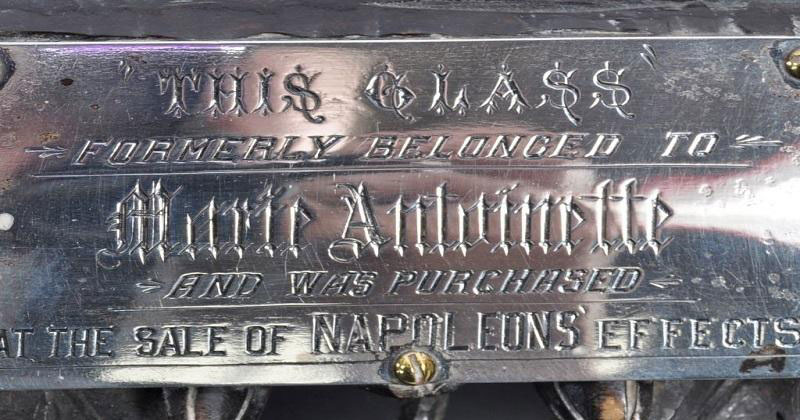 "THIS GLASS"
FORMERLY BELONGED TO
Marie Antoinette
AND WAS PURCHASED
AT THE SALE OF NAPOLEONS' EFFECTS